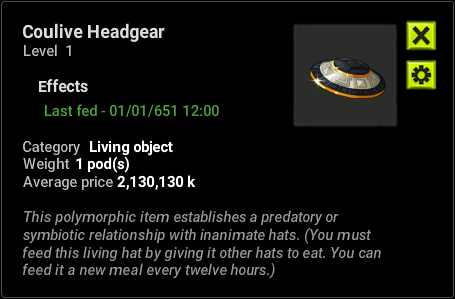 Coulive Headgear
Level 1
Effects
Last fed - 01/01/651 12:00
Category Living object
Weight 1 pod(s)
Average price 2,130,130 k
This polymorphic item establishes a predatory or
symbiotic relationship with inanimate hats. (You must
feed this living hat by giving it other hats to eat. You can
feed it a new meal every twelve hours.)